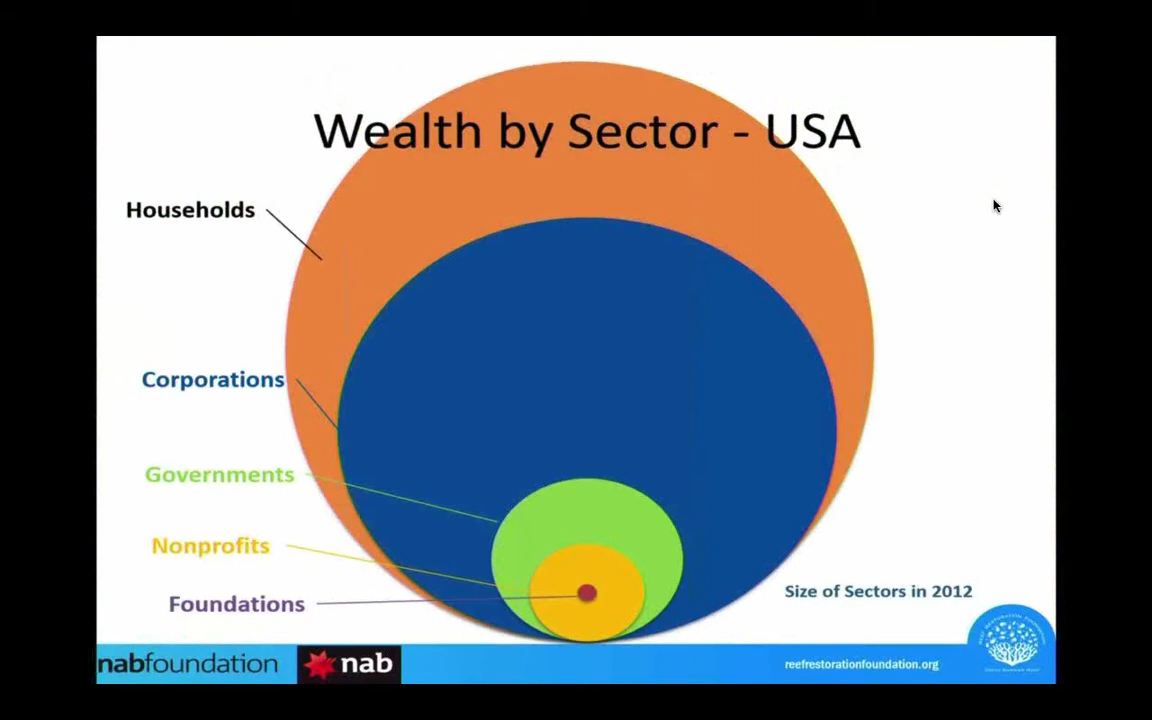 Wealth by Sector - USA
Households
Corporations
Governments
Nonprofits
Foundations
Size of Sectors in 2012
nabfoundation
nab
reefrestorationfoundation.org